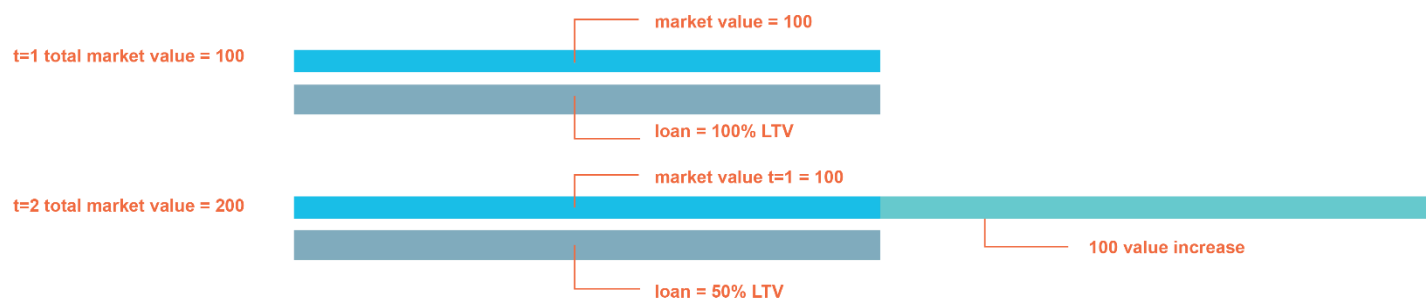 market value = 100
t=1 total market value = 100
loan = 100% LTV
market value t=1 = 100
t=2 total market value = 200
100 value increase
loan = 50% LTV